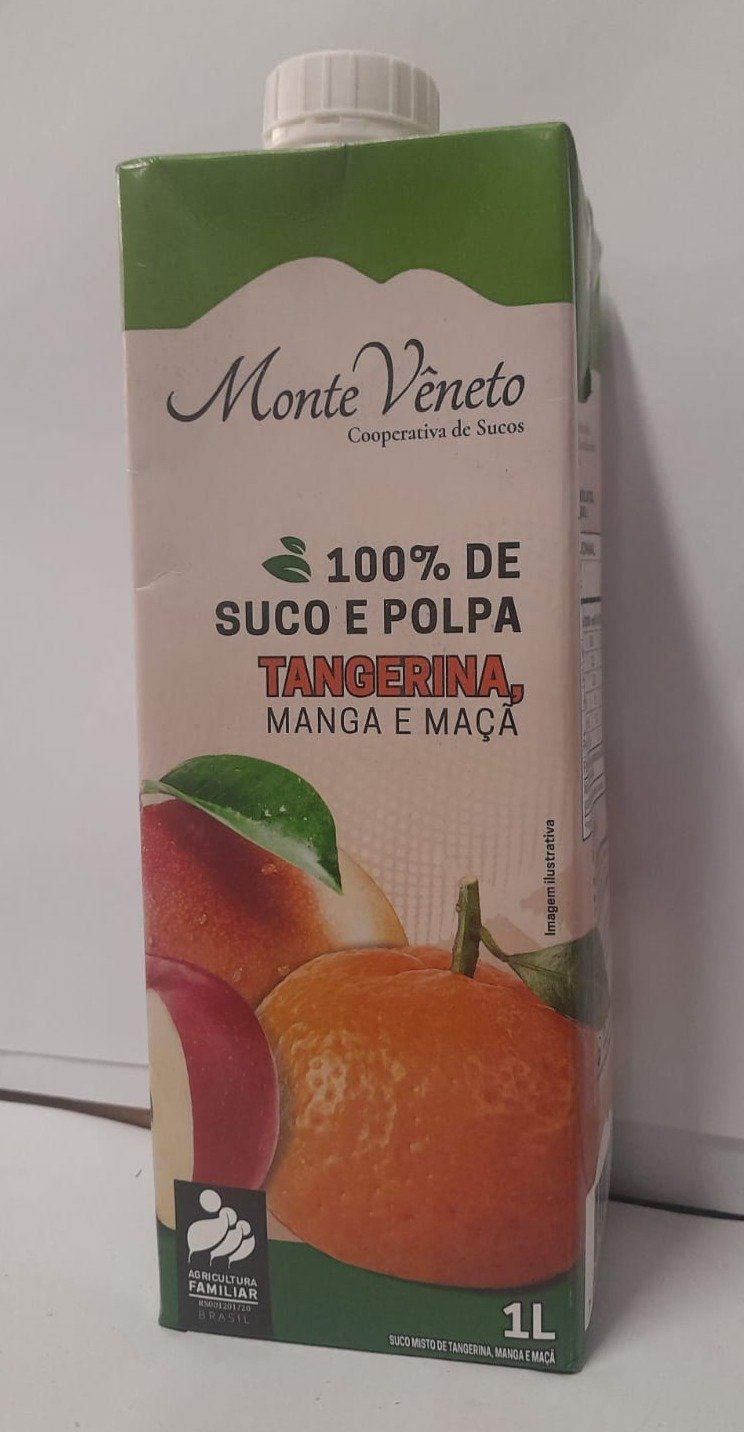 Monte Vêneto
Cooperativa de Sucos
100% DE
SUCO E POLPA
TANGERINA,
MANGA E MAÇÃ
Imagem ilustrativa
AGRICULTURA
FAMILIAR
RS001201720
BRASIL
1L
SUCO MISTO DE TANGERINA, MANGA E MAÇÃ